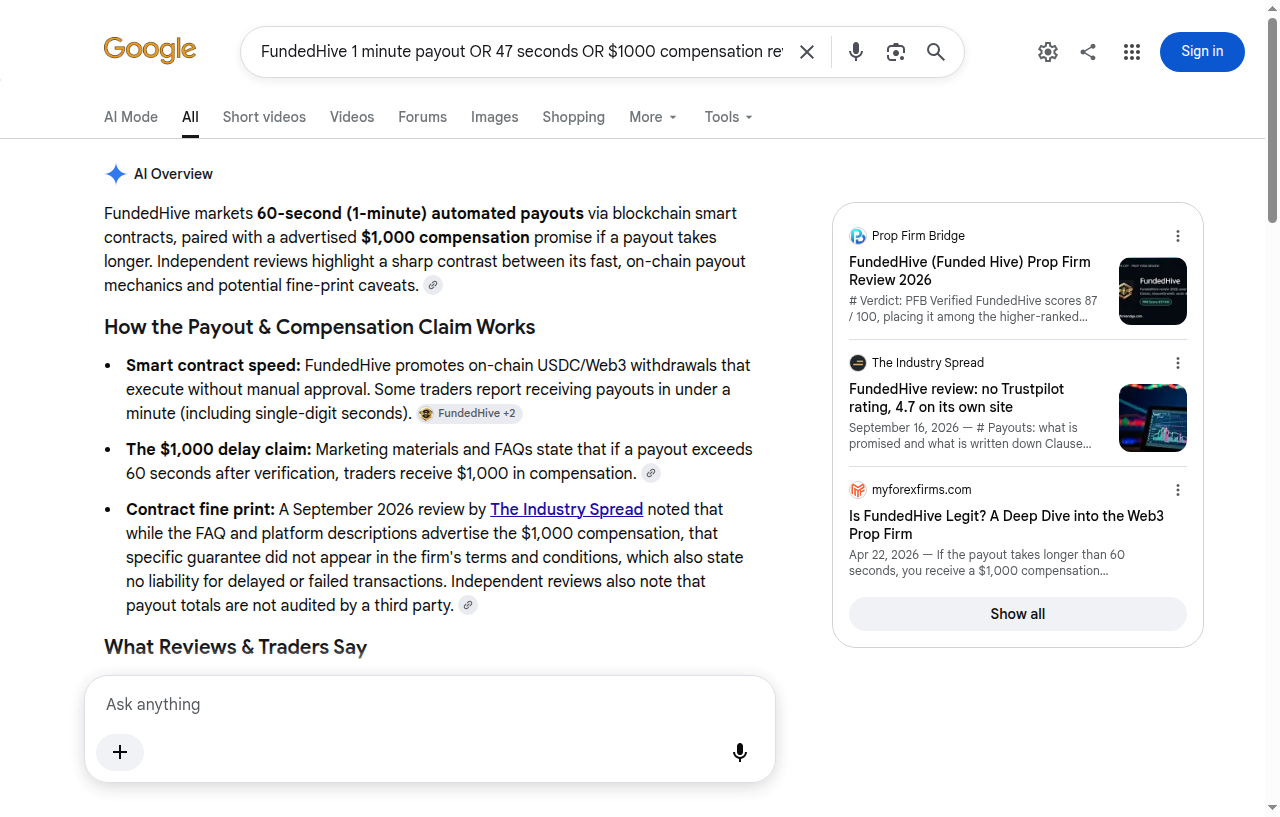 Google
FundedHive 1 minute payout OR 47 seconds OR $1000 compensation re
Sign in
AI Mode
All
Short videos
Videos
Forums
Images
Shopping
More
Tools
AI Overview
FundedHive markets 60-second (1-minute) automated payouts via blockchain smart
contracts, paired with a advertised $1,000 compensation promise if a payout takes
longer. Independent reviews highlight a sharp contrast between its fast, on-chain payout
mechanics and potential fine-print caveats.
How the Payout & Compensation Claim Works
• Smart contract speed: FundedHive promotes on-chain USDC/Web3 withdrawals that
execute without manual approval. Some traders report receiving payouts in under a
minute (including single-digit seconds). FundedHive +2
• The $1,000 delay claim: Marketing materials and FAQs state that if a payout exceeds
60 seconds after verification, traders receive $1,000 in compensation.
• Contract fine print: A September 2026 review by The Industry Spread noted that
while the FAQ and platform descriptions advertise the $1,000 compensation, that
specific guarantee did not appear in the firm's terms and conditions, which also state
no liability for delayed or failed transactions. Independent reviews also note that
payout totals are not audited by a third party.
What Reviews & Traders Say
Ask anything
Prop Firm Bridge
FundedHive (Funded Hive) Prop Firm
Review 2026
# Verdict: PFB Verified FundedHive scores 87
/ 100, placing it among the higher-ranked...
FundedHive
The Industry Spread
FundedHive review: no Trustpilot
rating, 4.7 on its own site
September 16, 2026 — # Payouts: what is
promised and what is written down Clause...
myforexfirms.com
Is FundedHive Legit? A Deep Dive into the Web3
Prop Firm
Apr 22, 2026 — If the payout takes longer than 60
seconds, you receive a $1,000 compensation...
Show all